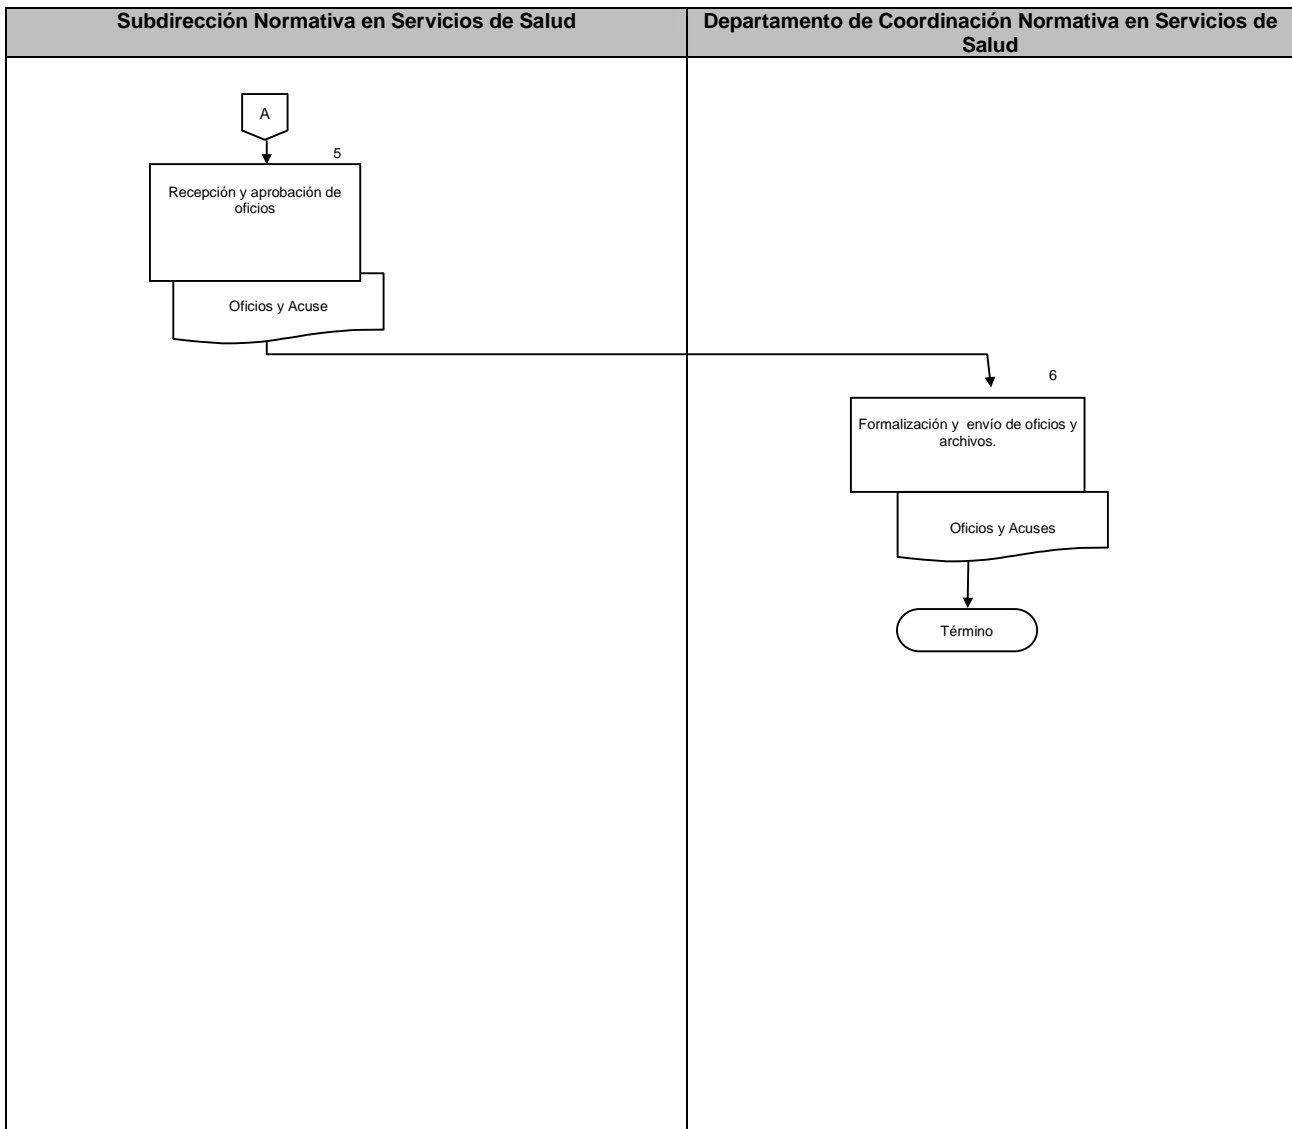 Subdirección Normativa en Servicios de Salud
Departamento de Coordinación Normativa en Servicios de
Salud
A
5
Recepción y aprobación de
oficios
Oficios y Acuse
6
Formalización y  envío de oficios y
archivos.
Oficios y Acuses
Término